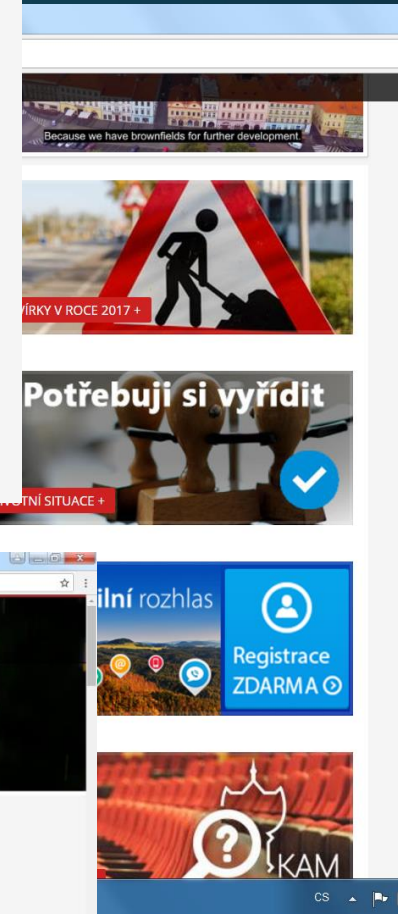 Because we have brownfields for further development.
VÍRKY V ROCE 2017 +
Potřebuji si vyřídit
TNÍ SITUACE +
ilní rozhlas
Registrace
ZDARMA
KAM
CS